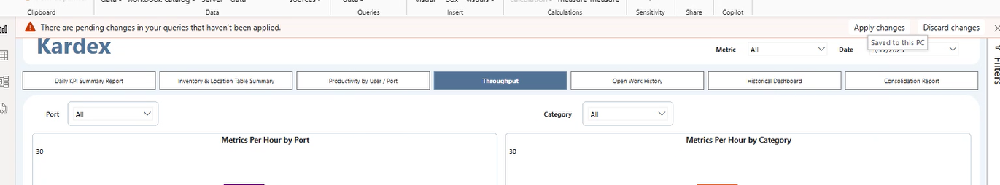 data workbook catalog Server data sources data visual box visuals calculation measure measure
Clipboard Data Queries Insert Calculations Sensitivity Share Copilot
There are pending changes in your queries that haven't been applied. Apply changes Discard changes
Saved to this PC
Kardex
Metric All Date 5/17/2025
Filters
Daily KPI Summary Report Inventory & Location Table Summary Productivity by User / Port Throughput Open Work History Historical Dashboard Consolidation Report
Port All Category All
Metrics Per Hour by Port Metrics Per Hour by Category
30 30